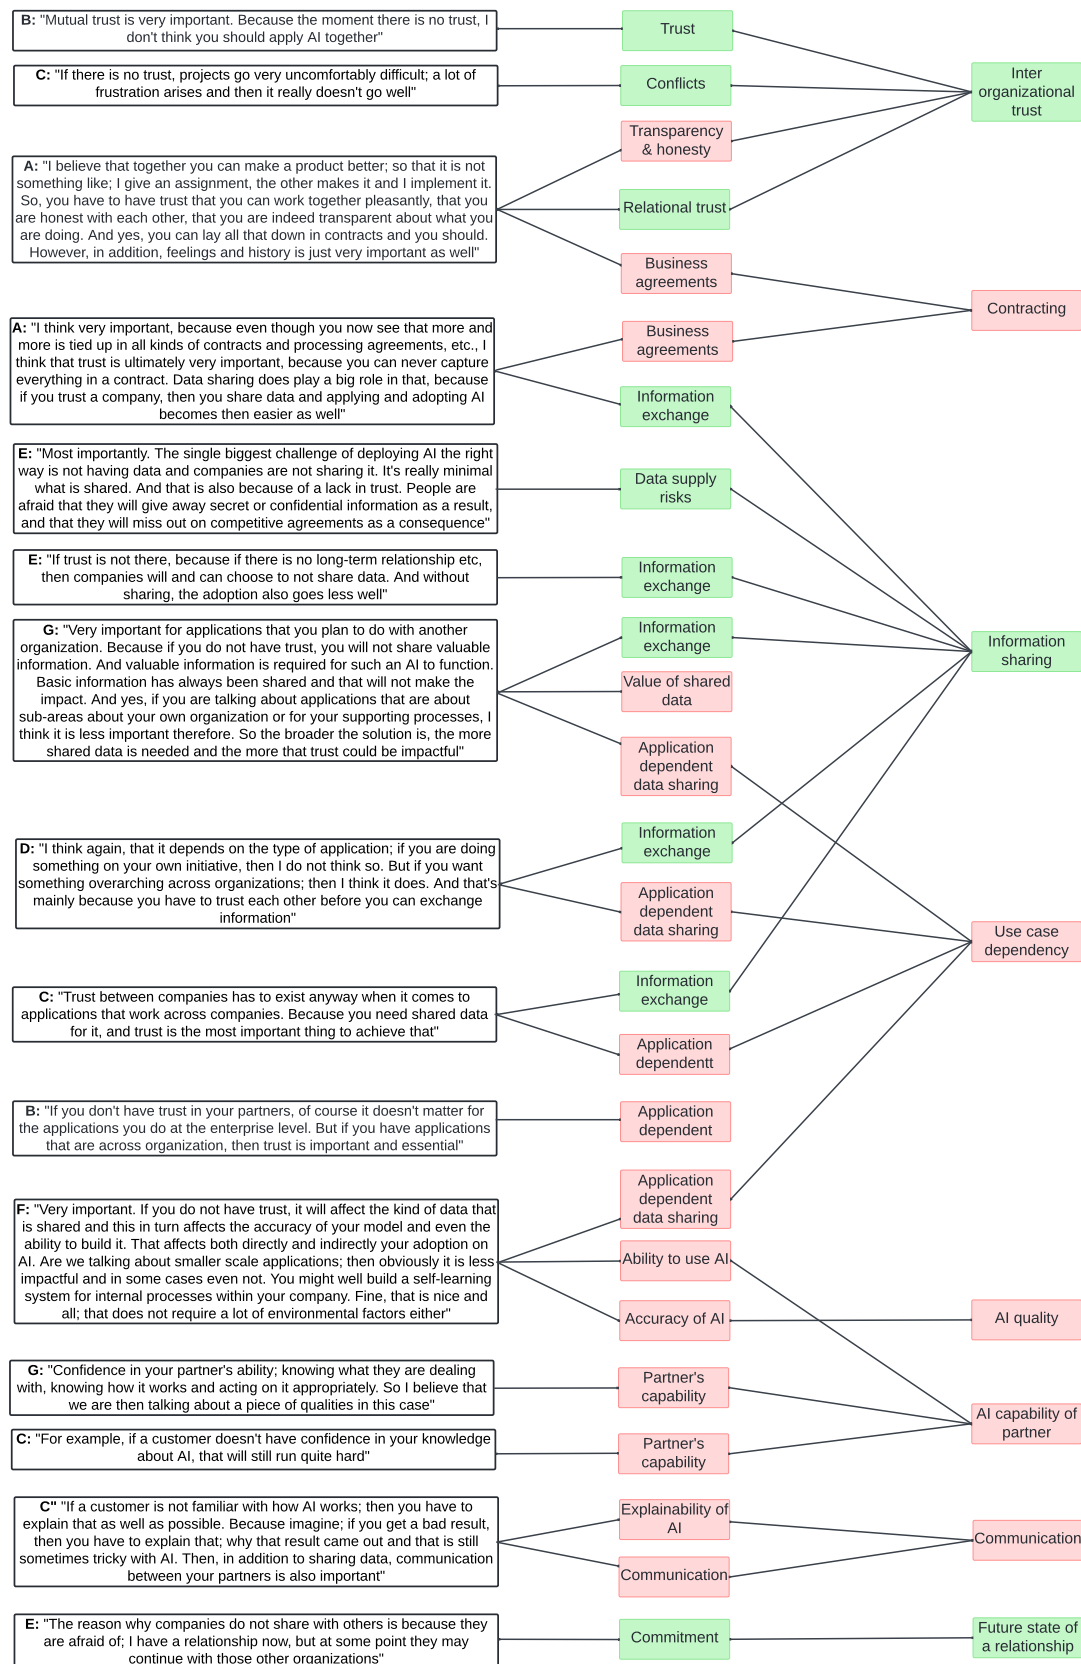 B: "Mutual trust is very important. Because the moment there is no trust, I
don't think you should apply AI together"
C: "If there is no trust, projects go very uncomfortably difficult; a lot of
frustration arises and then it really doesn't go well"
A: "I believe that together you can make a product better; so that it is not
something like; I give an assignment, the other makes it and I implement it.
So, you have to have trust that you can work together pleasantly, that you
are honest with each other, that you are indeed transparent about what you
are doing. And yes, you can lay all that down in contracts and you should.
However, in addition, feelings and history is just very important as well"
A: "I think very important, because even though you now see that more and
more is tied up in all kinds of contracts and processing agreements, etc., I
think that trust is ultimately very important, because you can never capture
everything in a contract. Data sharing does play a big role in that, because
if you trust a company, then you share data and applying and adopting AI
becomes then easier as well"
E: "Most importantly. The single biggest challenge of deploying AI the right
way is not having data and companies are not sharing it. It's really minimal
what is shared. And that is also because of a lack in trust. People are
afraid that they will give away secret or confidential information as a result,
and that they will miss out on competitive agreements as a consequence"
E: "If trust is not there, because if there is no long-term relationship etc,
then companies will and can choose to not share data. And without
sharing, the adoption also goes less well"
G: "Very important for applications that you plan to do with another
organization. Because if you do not have trust, you will not share valuable
information. And valuable information is required for such an AI to function.
Basic information has always been shared and that will not make the
impact. And yes, if you are talking about applications that are about
sub-areas about your own organization or for your supporting processes, I
think it is less important therefore. So the broader the solution is, the more
shared data is needed and the more that trust could be impactful"
D: "I think again, that it depends on the type of application; if you are doing
something on your own initiative, then I do not think so. But if you want
something overarching across organizations; then I think it does. And that's
mainly because you have to trust each other before you can exchange
information"
C: "Trust between companies has to exist anyway when it comes to
applications that work across companies. Because you need shared data
for it, and trust is the most important thing to achieve that"
B: "If you don't have trust in your partners, of course it doesn't matter for
the applications you do at the enterprise level. But if you have applications
that are across organization, then trust is important and essential"
F: "Very important. If you do not have trust, it will affect the kind of data that
is shared and this in turn affects the accuracy of your model and even the
ability to build it. That affects both directly and indirectly your adoption on
AI. Are we talking about smaller scale applications; then obviously it is less
impactful and in some cases even not. You might well build a self-learning
system for internal processes within your company. Fine, that is nice and
all; that does not require a lot of environmental factors either"
G: "Confidence in your partner's ability; knowing what they are dealing
with, knowing how it works and acting on it appropriately. So I believe that
we are then talking about a piece of qualities in this case"
C: "For example, if a customer doesn't have confidence in your knowledge
about AI, that will still run quite hard"
C" "If a customer is not familiar with how AI works; then you have to
explain that as well as possible. Because imagine; if you get a bad result,
then you have to explain that; why that result came out and that is still
sometimes tricky with AI. Then, in addition to sharing data, communication
between your partners is also important"
E: "The reason why companies do not share with others is because they
are afraid of; I have a relationship now, but at some point they may
continue with those other organizations"
Trust
Conflicts
Transparency
& honesty
Relational trust
Business
agreements
Business
agreements
Information
exchange
Data supply
risks
Information
exchange
Information
exchange
Value of shared
data
Application
dependent
data sharing
Information
exchange
Application
dependent
data sharing
Information
exchange
Application
dependentt
Application
dependent
Application
dependent
data sharing
Ability to use AI
Accuracy of AI
Partner's
capability
Partner's
capability
Explainability of
AI
Communication
Commitment
Inter
organizational
trust
Contracting
Information
sharing
Use case
dependency
AI quality
AI capability of
partner
Communication
Future state of
a relationship